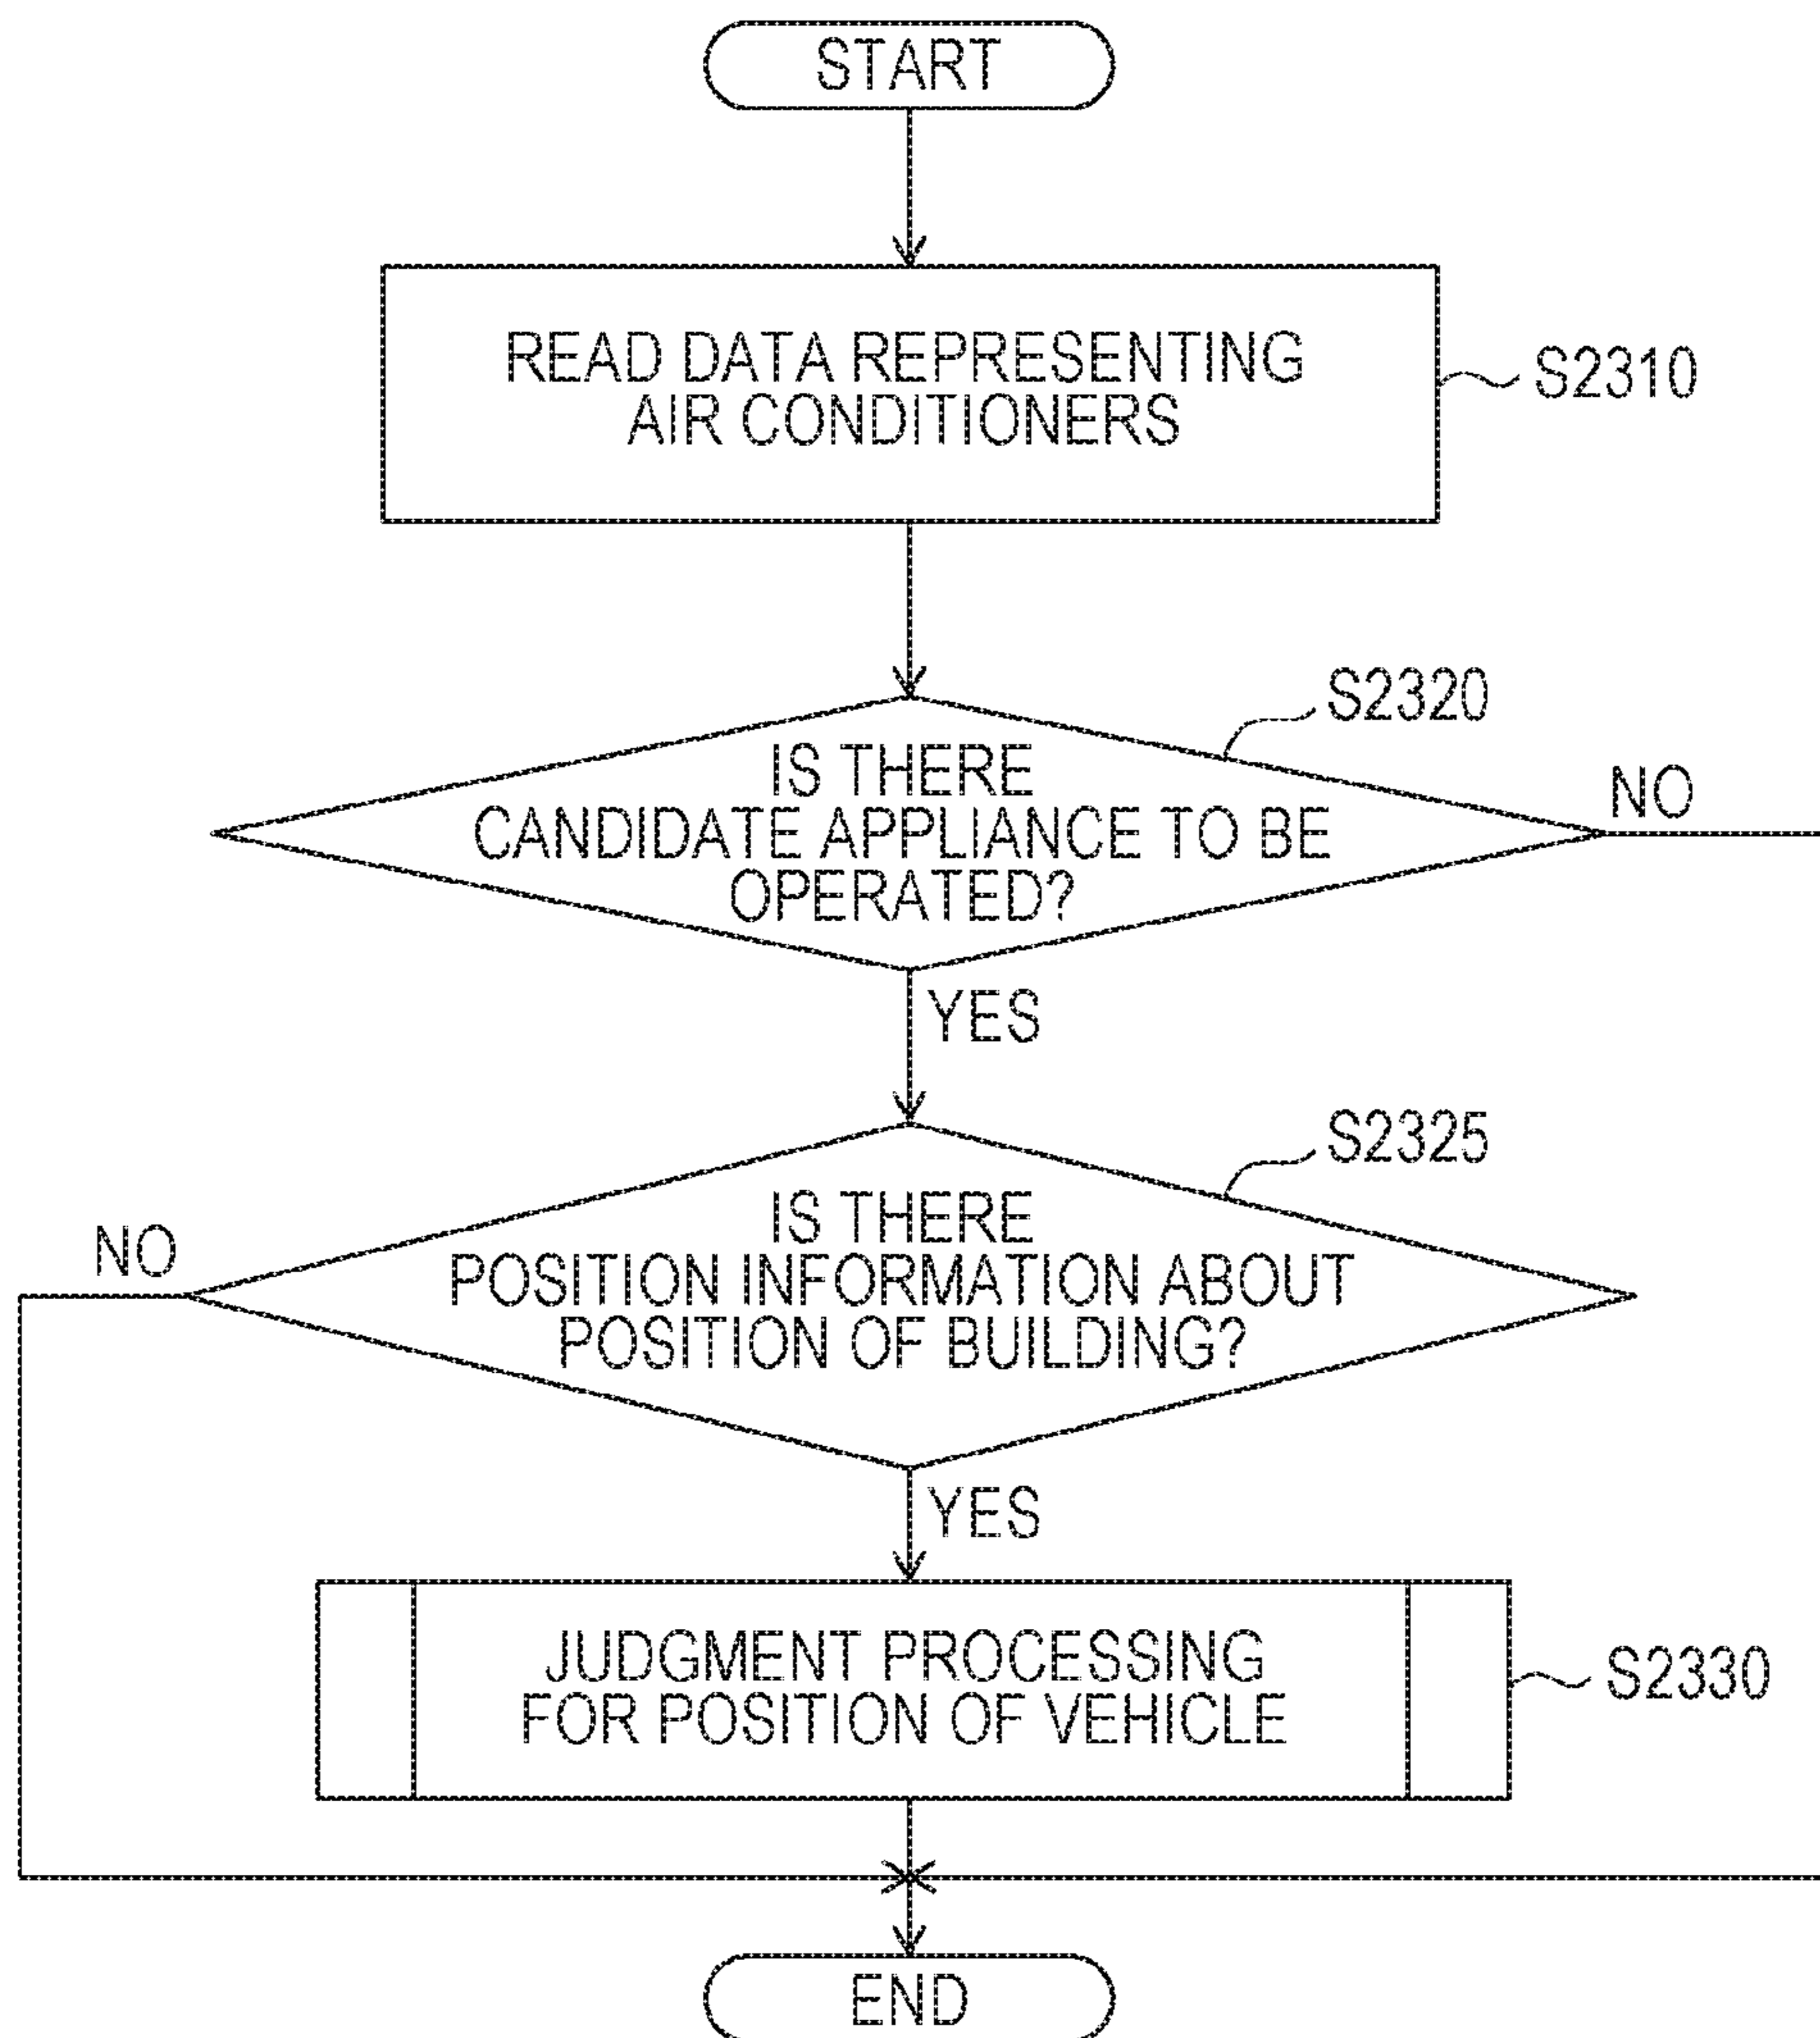 START
READ DATA REPRESENTING
AIR CONDITIONERS
S2310
S2320
IS THERE
CANDIDATE APPLIANCE TO BE
OPERATED?
NO
YES
S2325
IS THERE
POSITION INFORMATION ABOUT
POSITION OF BUILDING?
NO
YES
JUDGMENT PROCESSING
FOR POSITION OF VEHICLE
S2330
END